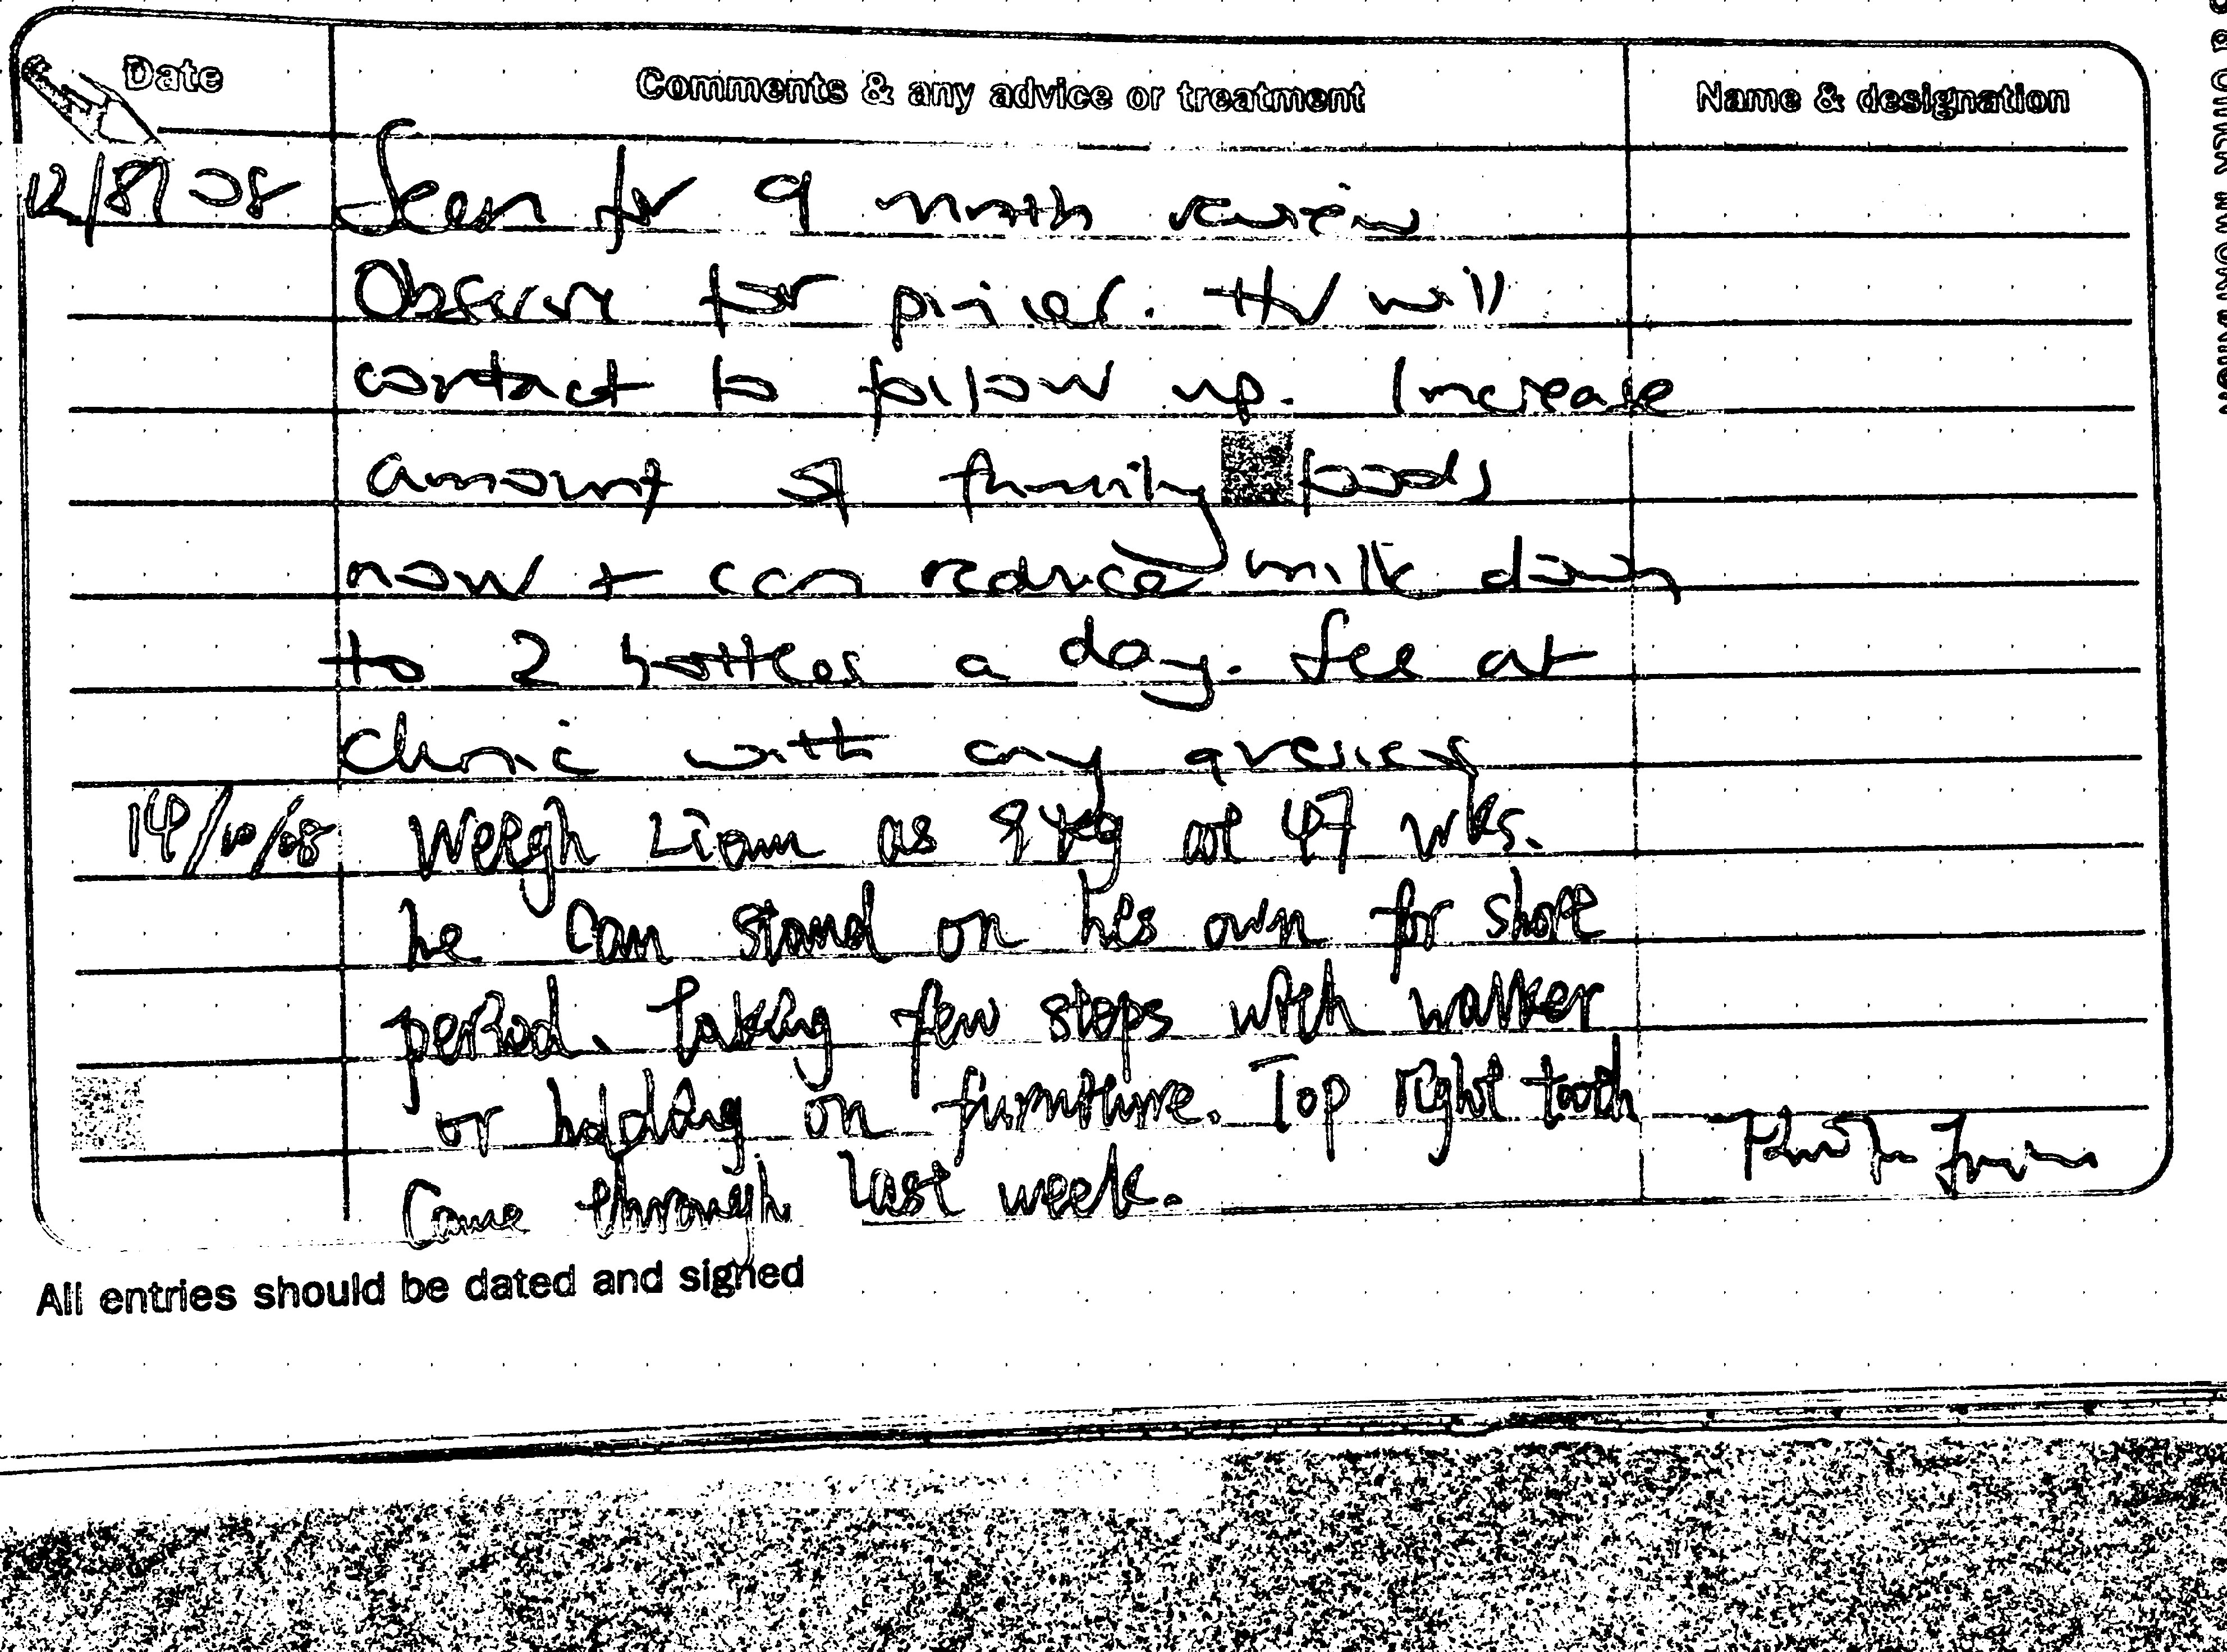 Date Comments & any advice or treatment Name & designation
12/8/08 Seen for 9 month review
Observe for pincer. HV will
contact to follow up. Increase
amount of family foods
now + can reduce milk down
to 2 bottles a day. See at
clinic with any queries
14/10/08 Weigh Liam as 9 kg at 47 wks.
he can stand on his own for short
period. Taking few steps with walker
or holding on furniture. Top right tooth
Came through last week.
All entries should be dated and signed